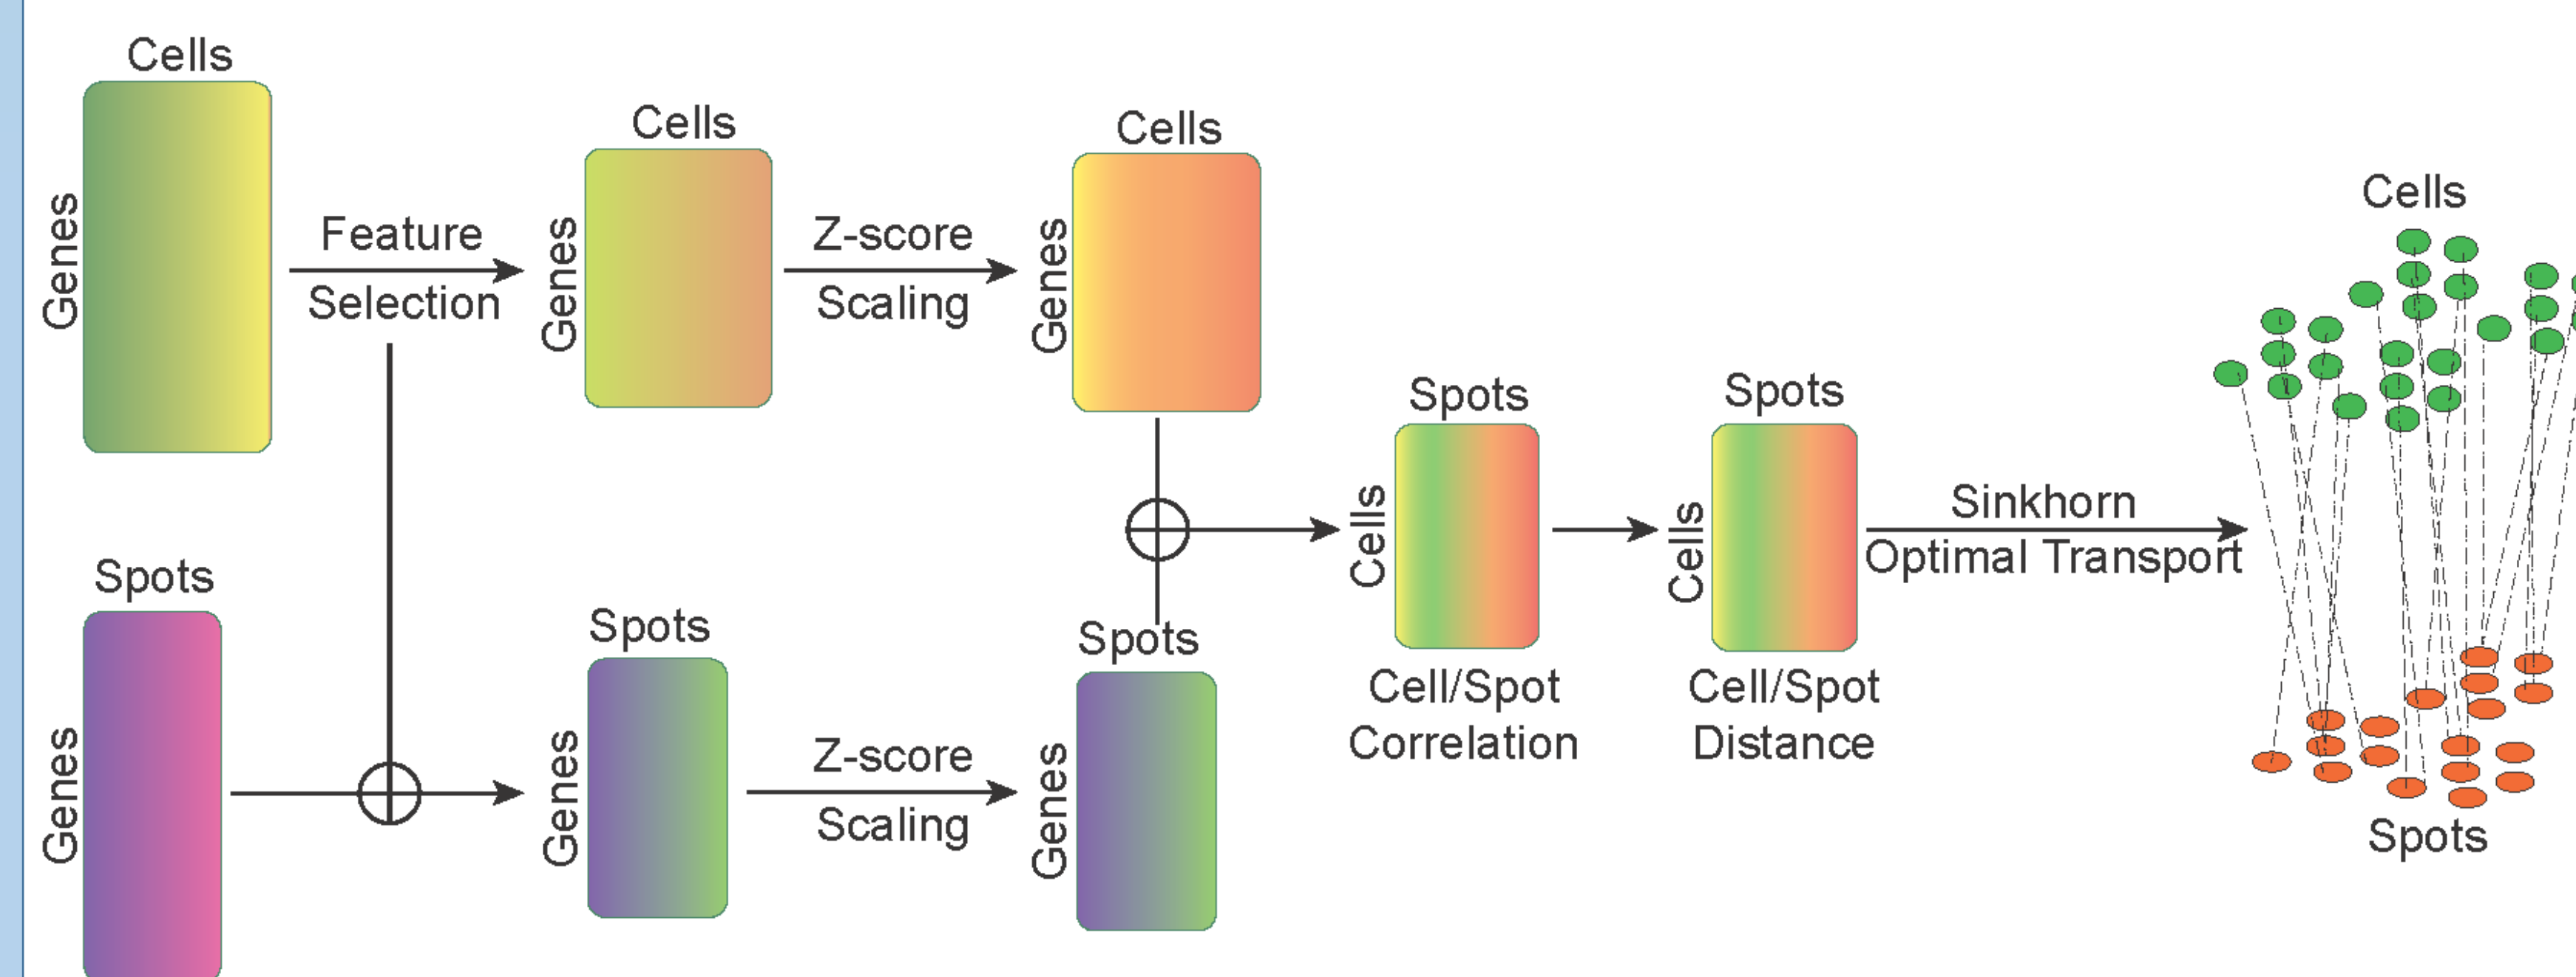 Cells
Genes
Feature
Selection
Cells
Genes
Z-score
Scaling
Cells
Genes
Spots
Genes
Spots
Genes
Z-score
Scaling
Spots
Genes
Spots
Cells
Cell/Spot
Correlation
Spots
Cells
Cell/Spot
Distance
Sinkhorn
Optimal Transport
Cells
Spots